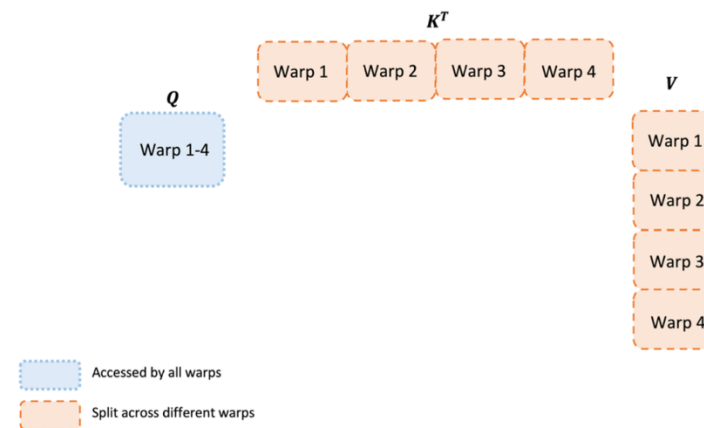 K^T
Warp 1 Warp 2 Warp 3 Warp 4
V
Q
Warp 1-4
Warp 1
Warp 2
Warp 3
Warp 4
Accessed by all warps
Split across different warps